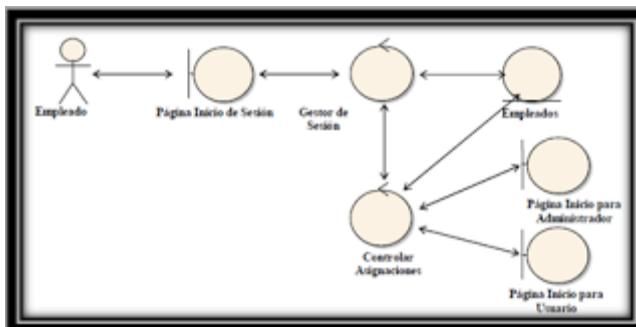 Empleado
Página Inicio de Sesión
Gestor de
Sesión
Empleados
Página Inicio para
Administrador
Controlar
Asignaciones
Página Inicio para
Usuario